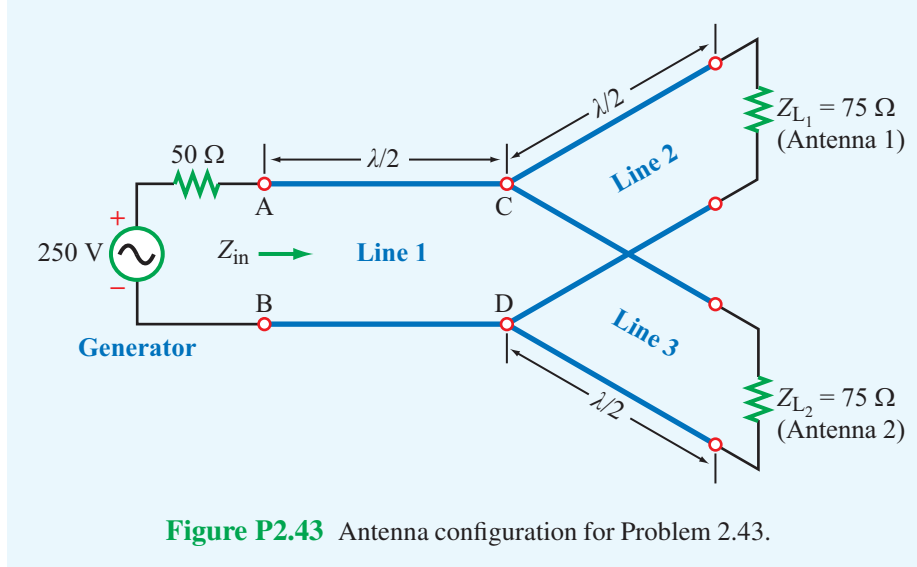 λ/2
Z_L₁ = 75 Ω
(Antenna 1)
50 Ω
λ/2
Line 2
A
C
+
250 V
Z_in
Line 1
−
B
D
Line 3
Generator
λ/2
Z_L₂ = 75 Ω
(Antenna 2)
Figure P2.43 Antenna configuration for Problem 2.43.